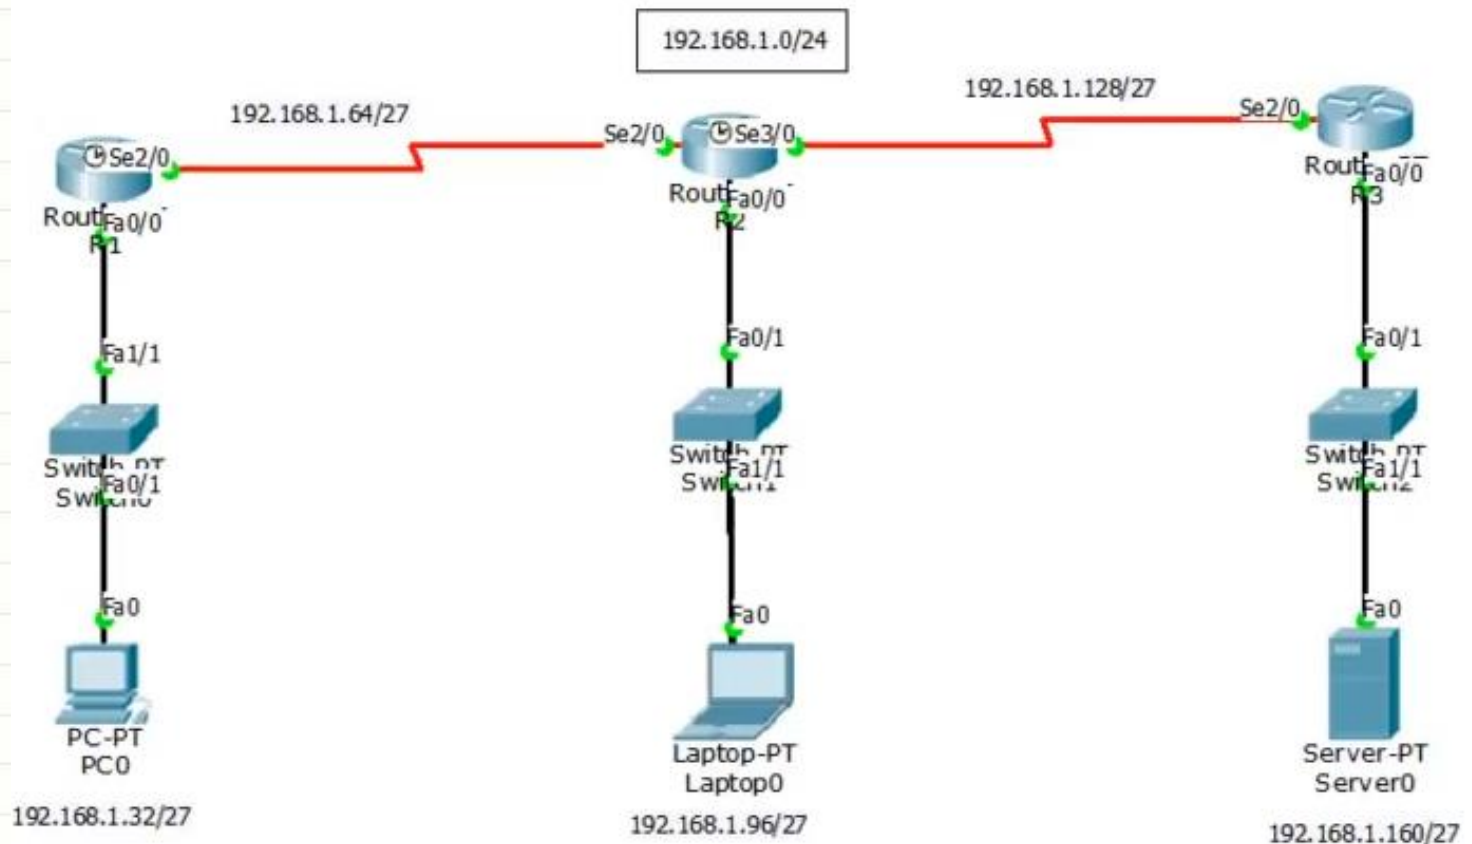 192.168.1.0/24
192.168.1.64/27
192.168.1.128/27
Se2/0
Se2/0
Se3/0
Se2/0
Fa0/0
R1
Fa0/0
R2
Fa0/0
R3
Fa1/1
Fa0/1
Fa0/1
Fa0/1
Fa1/1
Fa1/1
Fa0
Fa0
Fa0
PC-PT
PC0
192.168.1.32/27
Laptop-PT
Laptop0
192.168.1.96/27
Server-PT
Server0
192.168.1.160/27